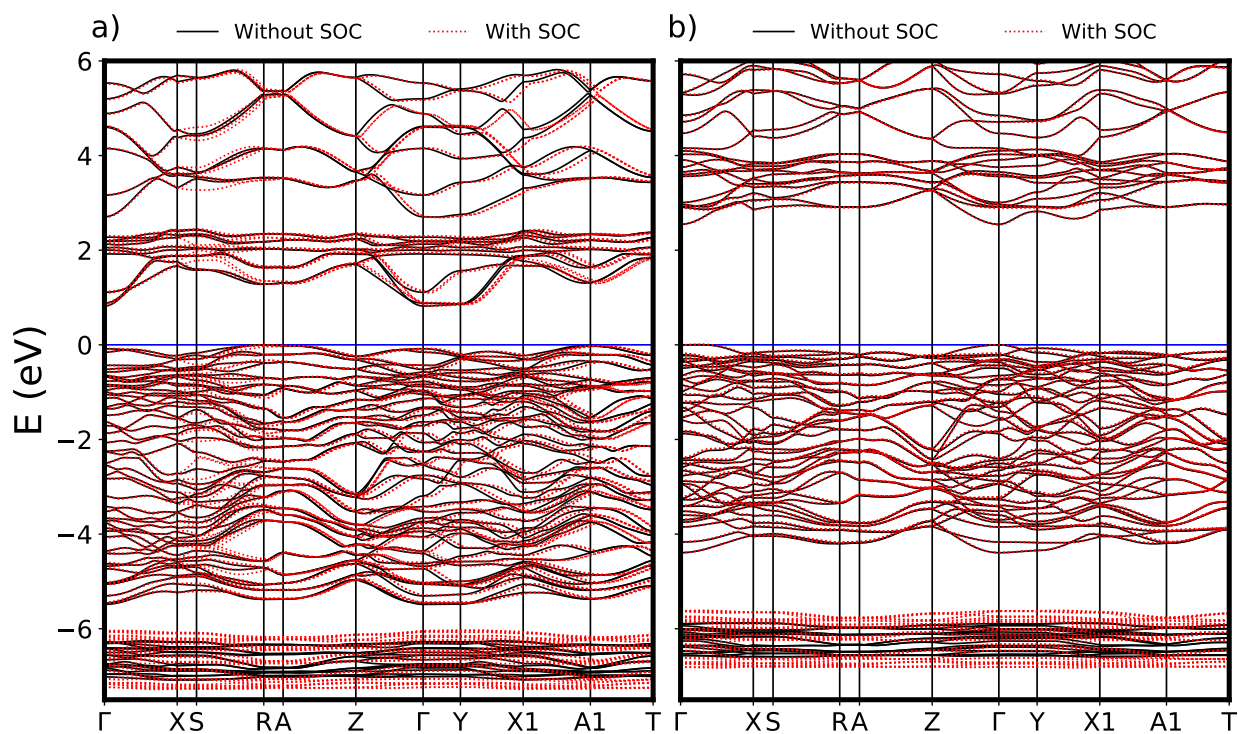 a) Without SOC With SOC b) Without SOC With SOC
6
4
2
0
−2
−4
−6
E (eV)
Γ X S R A Z Γ Y X1 A1 T Γ X S R A Z Γ Y X1 A1 T